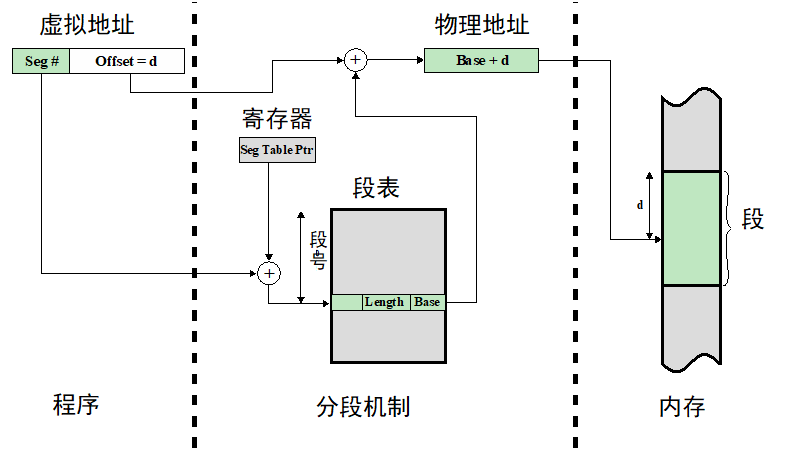 虚拟地址
物理地址
Seg #
Offset = d
+
Base + d
寄存器
Seg Table Ptr
段表
d
段
段号
+
Length
Base
程序
分段机制
内存